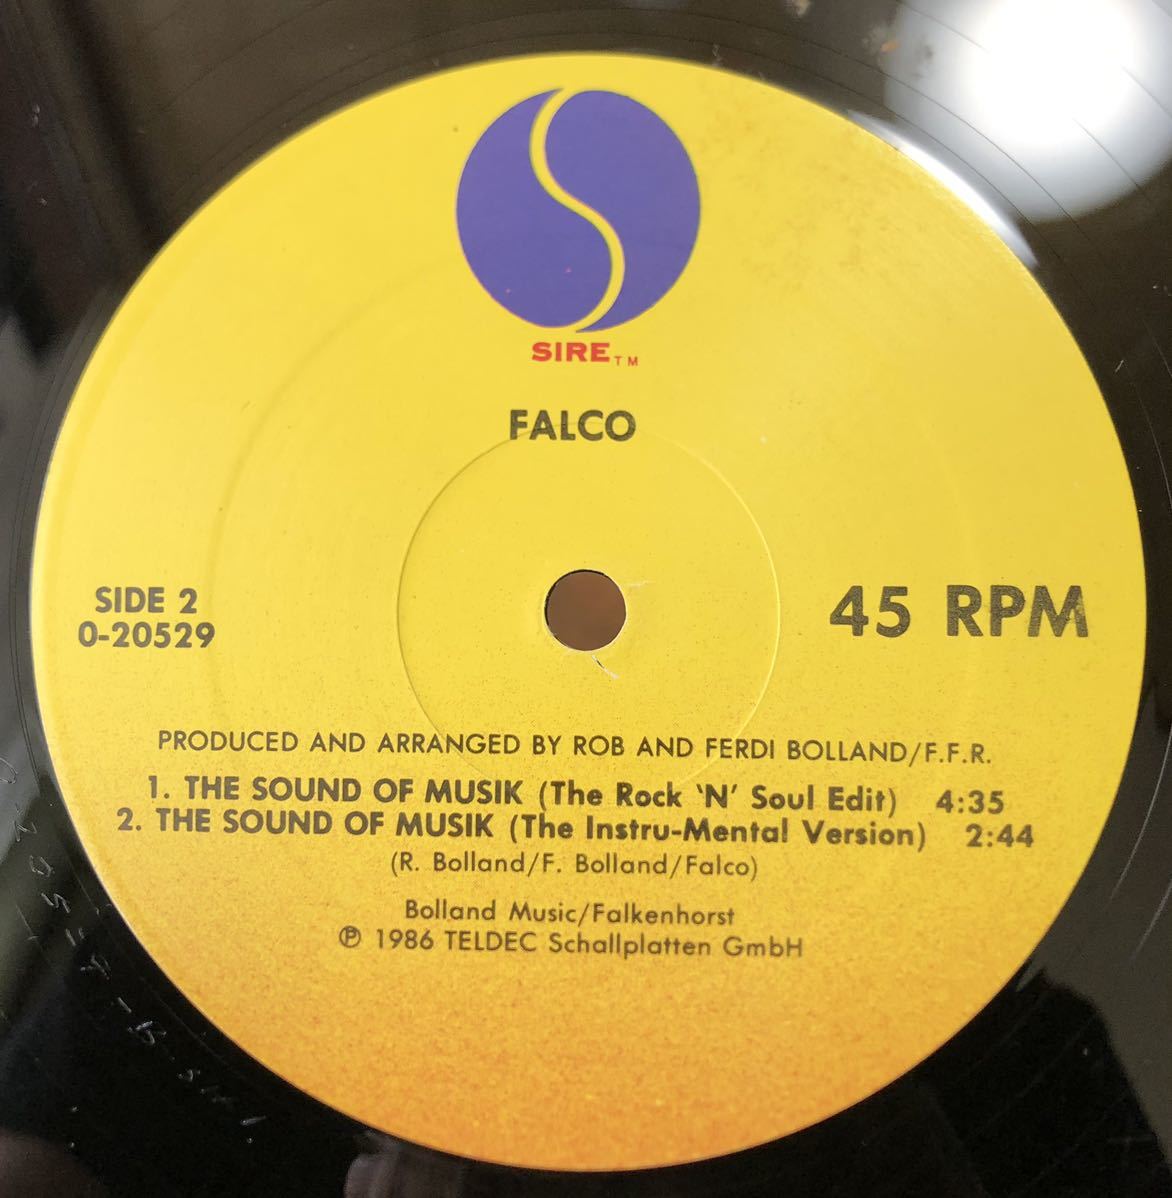 SIRE TM
FALCO
SIDE 2
0-20529
45 RPM
PRODUCED AND ARRANGED BY ROB AND FERDI BOLLAND/F.F.R.
1. THE SOUND OF MUSIK (The Rock 'N' Soul Edit) 4:35
2. THE SOUND OF MUSIK (The Instru-Mental Version) 2:44
(R. Bolland/F. Bolland/Falco)
Bolland Music/Falkenhorst
℗ 1986 TELDEC Schallplatten GmbH